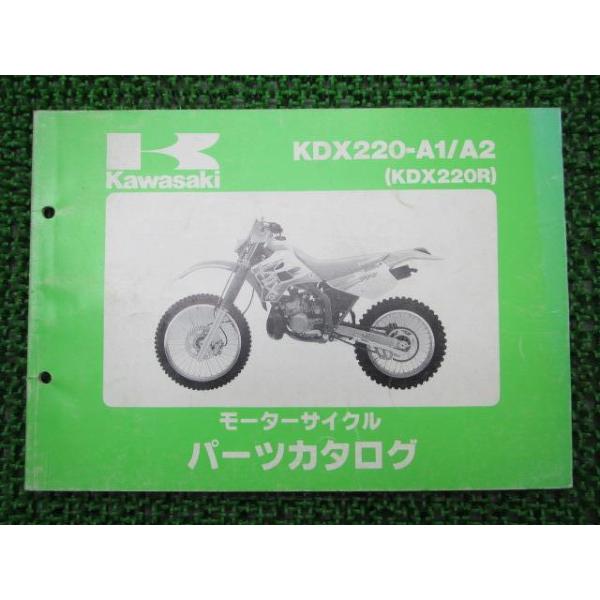 Kawasaki
KDX220-A1/A2
(KDX220R)
モーターサイクル
パーツカタログ